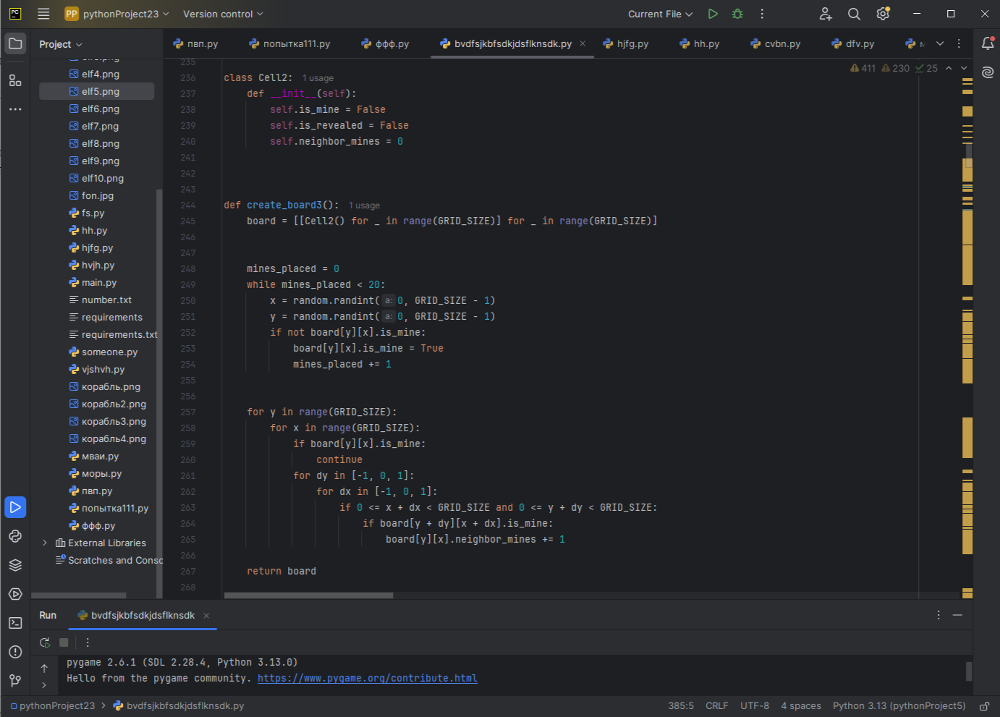 PC
PP pythonProject23 Version control Current File
Project
пвп.py попытка111.py ффф.py bvdfsjkbfsdkjdsflknsdk.py hjfg.py hh.py cvbn.py dfv.py
411 230 25
elf4.png
elf5.png
elf6.png
elf7.png
elf8.png
elf9.png
elf10.png
fon.jpg
fs.py
hh.py
hjfg.py
hvjh.py
main.py
number.txt
requirements
requirements.txt
someone.py
vjshvh.py
корабль.png
корабль2.png
корабль3.png
корабль4.png
мваи.py
моры.py
пвп.py
попытка111.py
ффф.py
External Libraries
Scratches and Consc
235
236 class Cell2: 1 usage
237 def __init__(self):
238 self.is_mine = False
239 self.is_revealed = False
240 self.neighbor_mines = 0
241
242
243
244 def create_board3(): 1 usage
245 board = [[Cell2() for _ in range(GRID_SIZE)] for _ in range(GRID_SIZE)]
246
247
248 mines_placed = 0
249 while mines_placed < 20:
250 x = random.randint( a: 0, GRID_SIZE - 1)
251 y = random.randint( a: 0, GRID_SIZE - 1)
252 if not board[y][x].is_mine:
253 board[y][x].is_mine = True
254 mines_placed += 1
255
256
257 for y in range(GRID_SIZE):
258 for x in range(GRID_SIZE):
259 if board[y][x].is_mine:
260 continue
261 for dy in [-1, 0, 1]:
262 for dx in [-1, 0, 1]:
263 if 0 <= x + dx < GRID_SIZE and 0 <= y + dy < GRID_SIZE:
264 if board[y + dy][x + dx].is_mine:
265 board[y][x].neighbor_mines += 1
266
267 return board
268
Run bvdfsjkbfsdkjdsflknsdk
pygame 2.6.1 (SDL 2.28.4, Python 3.13.0)
Hello from the pygame community. https://www.pygame.org/contribute.html
pythonProject23 bvdfsjkbfsdkjdsflknsdk.py 385:5 CRLF UTF-8 4 spaces Python 3.13 (pythonProject5)